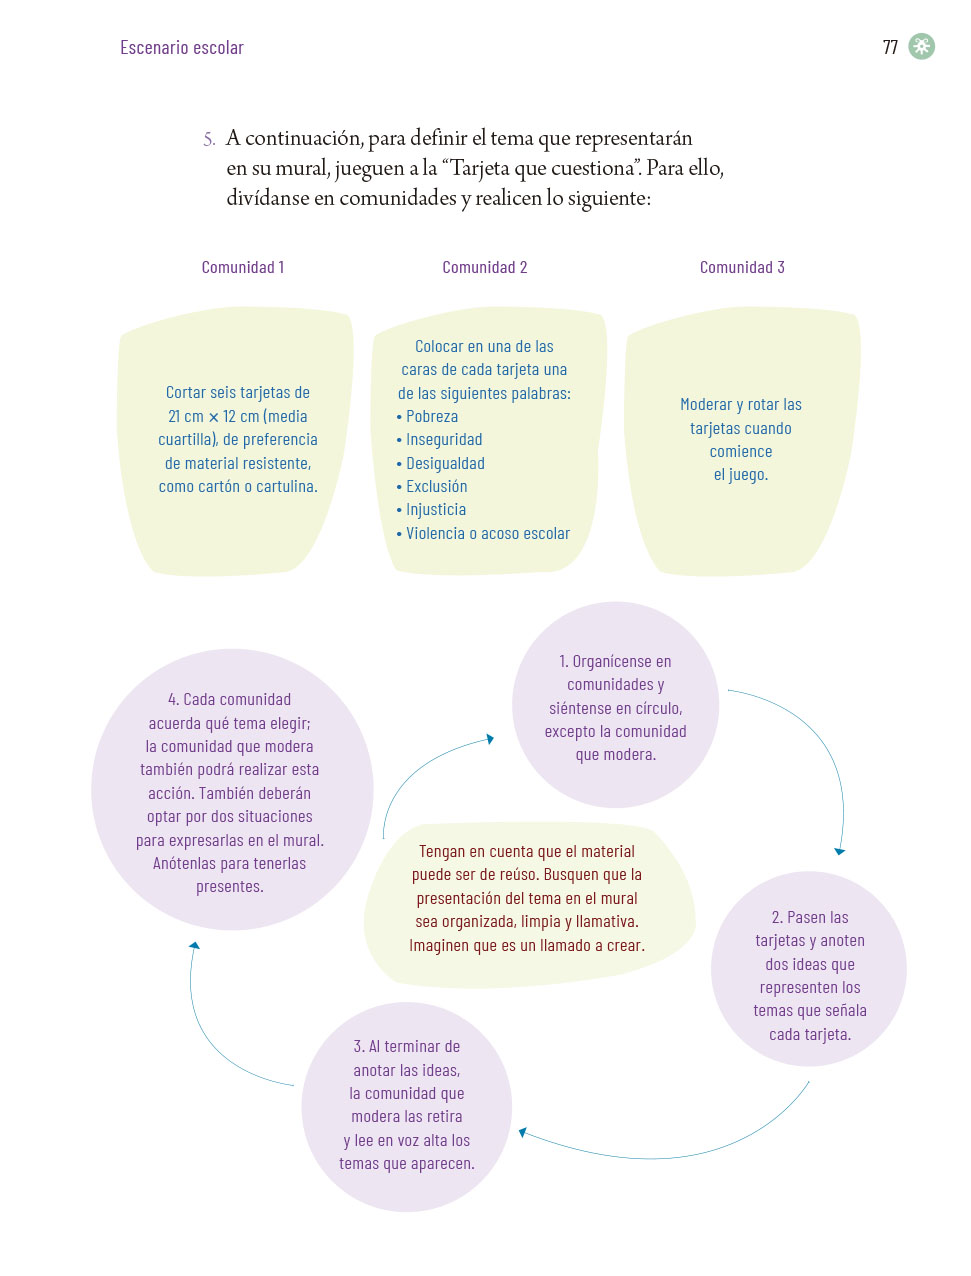 Escenario escolar
77
5. A continuación, para definir el tema que representarán
en su mural, jueguen a la “Tarjeta que cuestiona”. Para ello,
divídanse en comunidades y realicen lo siguiente:
Comunidad 1
Cortar seis tarjetas de
21 cm × 12 cm (media
cuartilla), de preferencia
de material resistente,
como cartón o cartulina.
Comunidad 2
Colocar en una de las
caras de cada tarjeta una
de las siguientes palabras:
• Pobreza
• Inseguridad
• Desigualdad
• Exclusión
• Injusticia
• Violencia o acoso escolar
Comunidad 3
Moderar y rotar las
tarjetas cuando
comience
el juego.
1. Organícense en
comunidades y
siéntense en círculo,
excepto la comunidad
que modera.
2. Pasen las
tarjetas y anoten
dos ideas que
representen los
temas que señala
cada tarjeta.
3. Al terminar de
anotar las ideas,
la comunidad que
modera las retira
y lee en voz alta los
temas que aparecen.
4. Cada comunidad
acuerda qué tema elegir;
la comunidad que modera
también podrá realizar esta
acción. También deberán
optar por dos situaciones
para expresarlas en el mural.
Anótenlas para tenerlas
presentes.
Tengan en cuenta que el material
puede ser de reúso. Busquen que la
presentación del tema en el mural
sea organizada, limpia y llamativa.
Imaginen que es un llamado a crear.